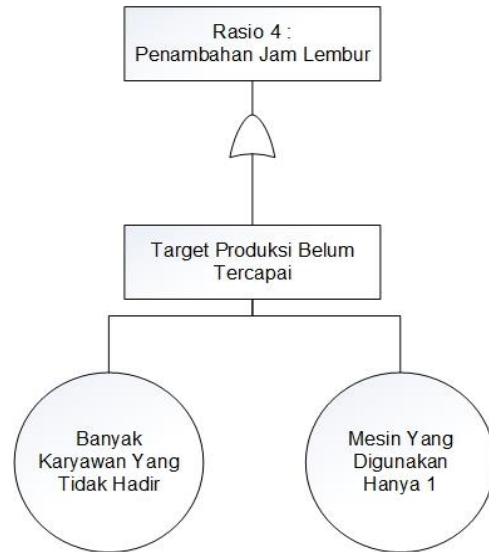 Rasio 4 :
Penambahan Jam Lembur
Target Produksi Belum
Tercapai
Banyak
Karyawan Yang
Tidak Hadir
Mesin Yang
Digunakan
Hanya 1